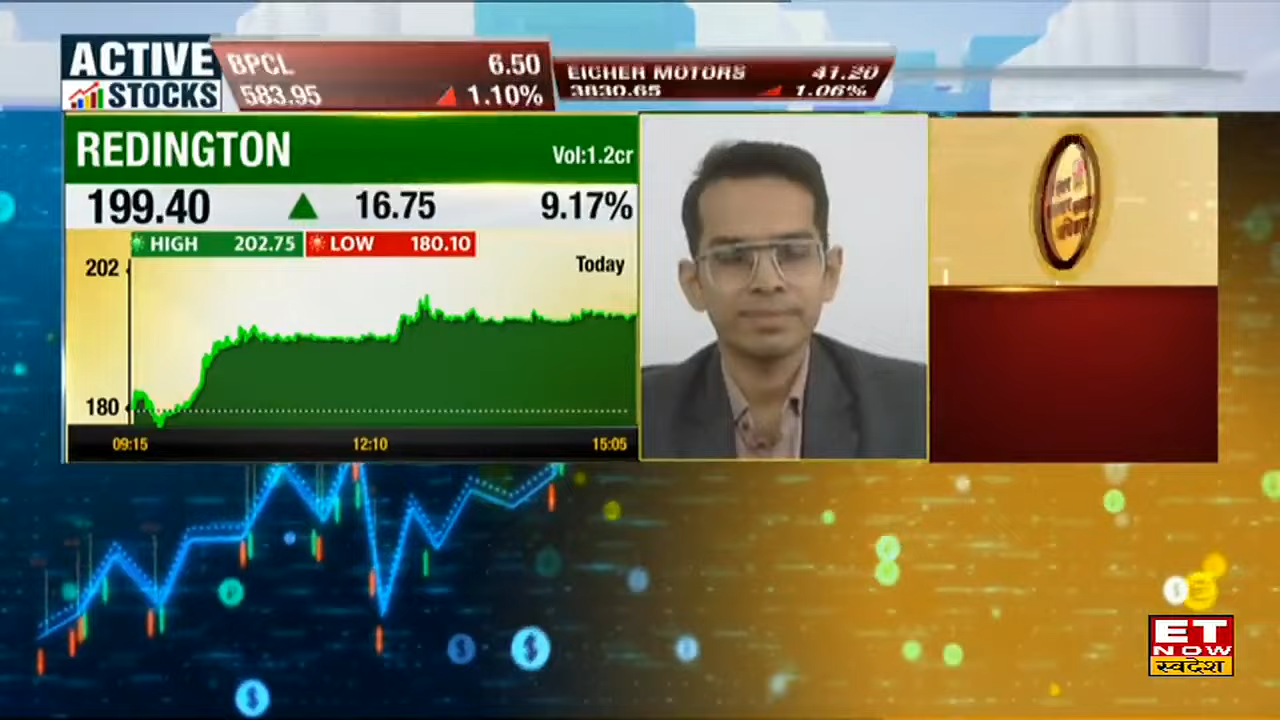 ACTIVE
STOCKS
BPCL 6.50
583.95 1.10%
EICHER MOTORS 41.20
3830.65 1.06%
REDINGTON Vol:1.2cr
199.40 16.75 9.17%
HIGH 202.75 LOW 180.10
202 Today
180
09:15 12:10 15:05
ET
NOW
स्वदेश